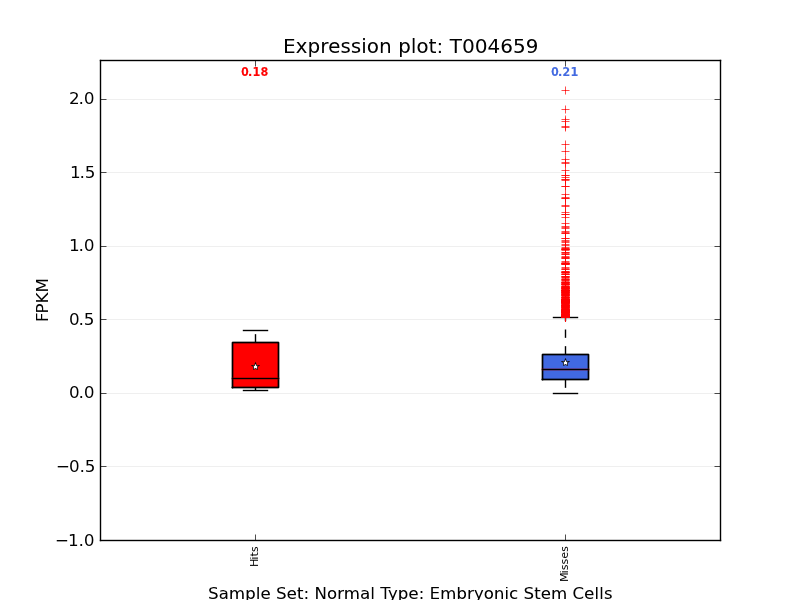 Expression plot: T004659
0.18
0.21
2.0
1.5
1.0
0.5
0.0
−0.5
−1.0
FPKM
Hits
Misses
Sample Set: Normal Type: Embryonic Stem Cells